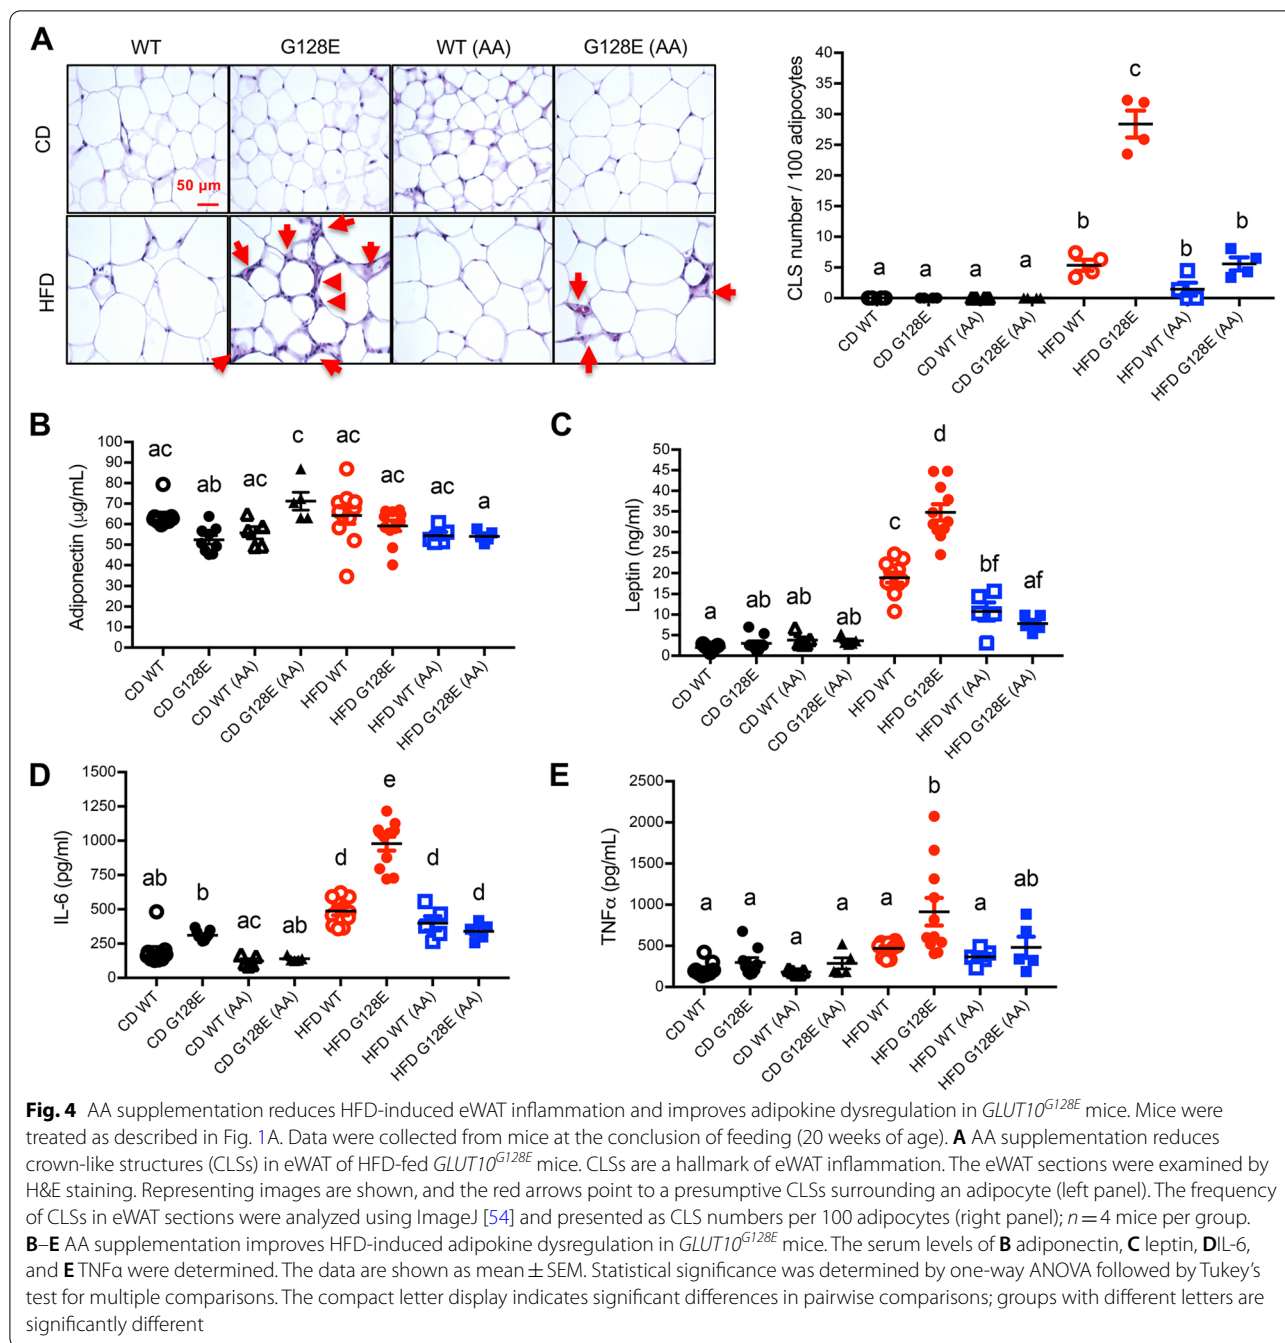 A
WT
G128E
WT (AA)
G128E (AA)
CD
50 µm
HFD
CLS number / 100 adipocytes
40
35
30
25
20
15
10
5
0
a
a
a
a
b
c
b
b
CD WT
CD G128E
CD WT (AA)
CD G128E (AA)
HFD WT
HFD G128E
HFD WT (AA)
HFD G128E (AA)
B
Adiponectin (µg/mL)
100
90
80
70
60
50
40
30
20
10
0
ac
ab
ac
c
ac
ac
ac
a
CD WT
CD G128E
CD WT (AA)
CD G128E (AA)
HFD WT
HFD G128E
HFD WT (AA)
HFD G128E (AA)
C
Leptin (ng/ml)
50
45
40
35
30
25
20
15
10
5
0
a
ab
ab
ab
c
d
bf
af
CD WT
CD G128E
CD WT (AA)
CD G128E (AA)
HFD WT
HFD G128E
HFD WT (AA)
HFD G128E (AA)
D
IL-6 (pg/ml)
1500
1250
1000
750
500
250
0
ab
b
ac
ab
d
e
d
d
CD WT
CD G128E
CD WT (AA)
CD G128E (AA)
HFD WT
HFD G128E
HFD WT (AA)
HFD G128E (AA)
E
TNFα (pg/mL)
2500
2000
1500
1000
500
0
a
a
a
a
a
b
a
ab
CD WT
CD G128E
CD WT (AA)
CD G128E (AA)
HFD WT
HFD G128E
HFD WT (AA)
HFD G128E (AA)
Fig. 4 AA supplementation reduces HFD-induced eWAT inflammation and improves adipokine dysregulation in GLUT10^G128E mice. Mice were
treated as described in Fig. 1A. Data were collected from mice at the conclusion of feeding (20 weeks of age). A AA supplementation reduces
crown-like structures (CLSs) in eWAT of HFD-fed GLUT10^G128E mice. CLSs are a hallmark of eWAT inflammation. The eWAT sections were examined by
H&E staining. Representing images are shown, and the red arrows point to a presumptive CLSs surrounding an adipocyte (left panel). The frequency
of CLSs in eWAT sections were analyzed using ImageJ [54] and presented as CLS numbers per 100 adipocytes (right panel); n = 4 mice per group.
B–E AA supplementation improves HFD-induced adipokine dysregulation in GLUT10^G128E mice. The serum levels of B adiponectin, C leptin, DIL-6,
and E TNFα were determined. The data are shown as mean ± SEM. Statistical significance was determined by one-way ANOVA followed by Tukey's
test for multiple comparisons. The compact letter display indicates significant differences in pairwise comparisons; groups with different letters are
significantly different